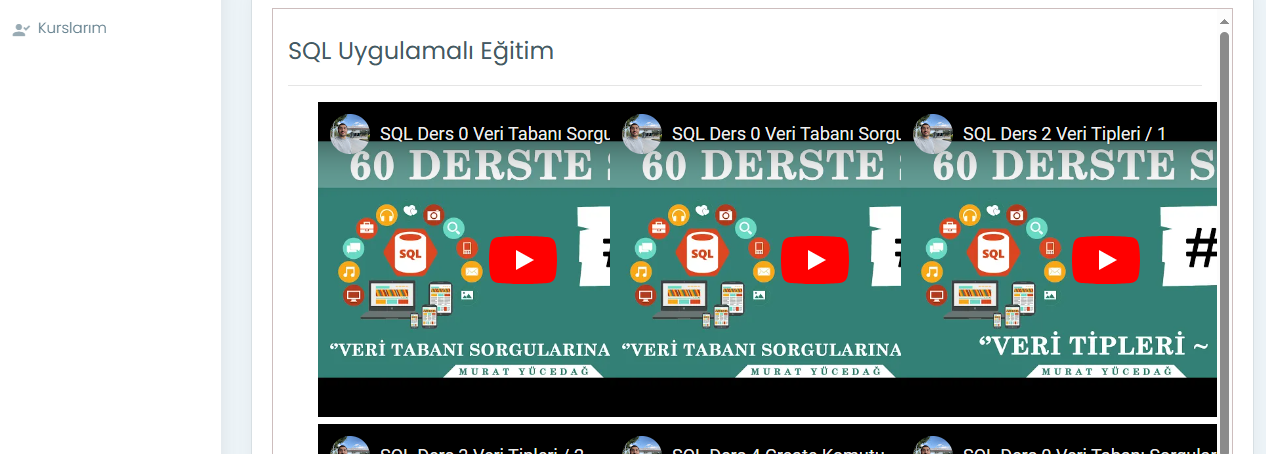 Kurslarım
SQL Uygulamalı Eğitim
SQL Ders 0 Veri Tabanı Sorgu
60 DERSTE S
SQL
#
"VERİ TABANI SORGULARINA
MURAT YÜCEDAĞ
SQL Ders 0 Veri Tabanı Sorgu
60 DERSTE S
SQL
#
"VERİ TABANI SORGULARINA
MURAT YÜCEDAĞ
SQL Ders 2 Veri Tipleri / 1
60 DERSTE S
SQL
#
"VERİ TİPLERİ ~
MURAT YÜCEDAĞ
SQL Ders
Veri Tipleri / 2
SQL Ders 4 Create Komutu
SQL Ders 0 Veri Tabanı Sorgular